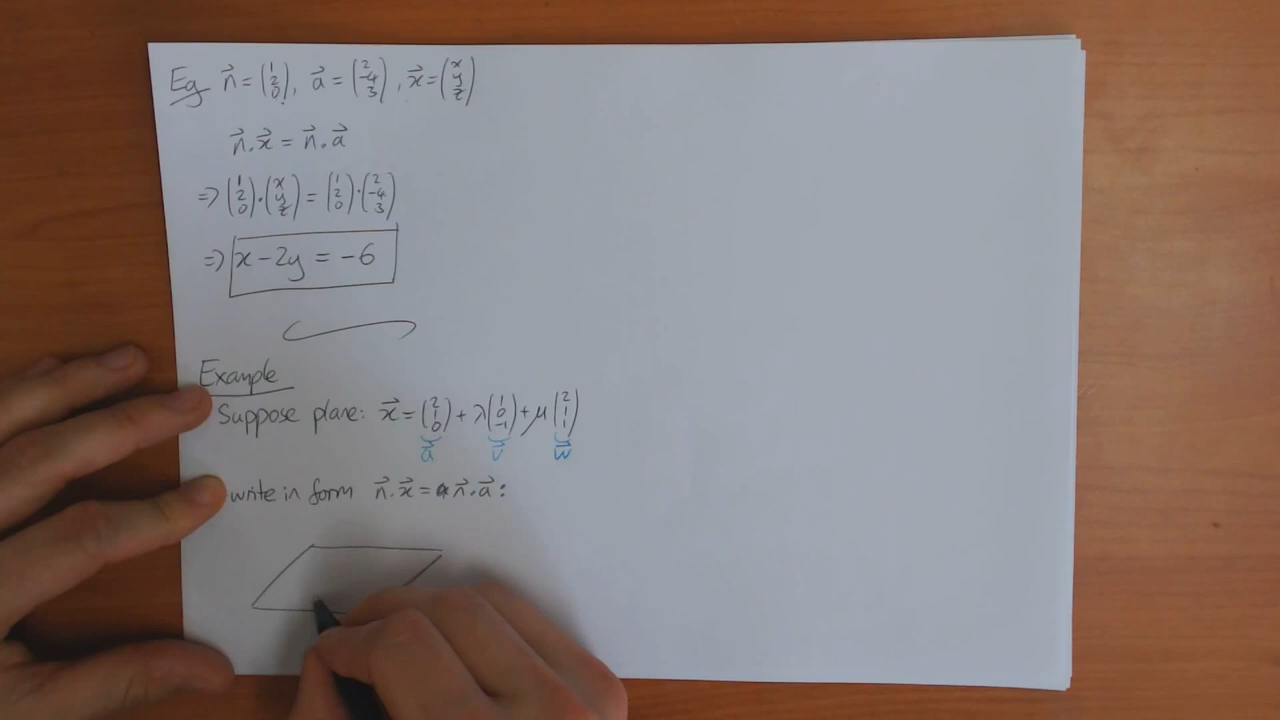 Eg n⃗ = (1 2 0), a⃗ = (2 -4 3), x⃗ = (x y z)
n⃗.x⃗ = n⃗.a⃗
=> (1 2 0).(x y z) = (1 2 0).(2 -4 3)
=> x - 2y = -6
Example
Suppose plane: x⃗ = (2 1 0) + λ(1 0 -1) + μ(2 1 1)
a⃗ v⃗ w⃗
write in form n⃗.x⃗ = n⃗.a⃗: